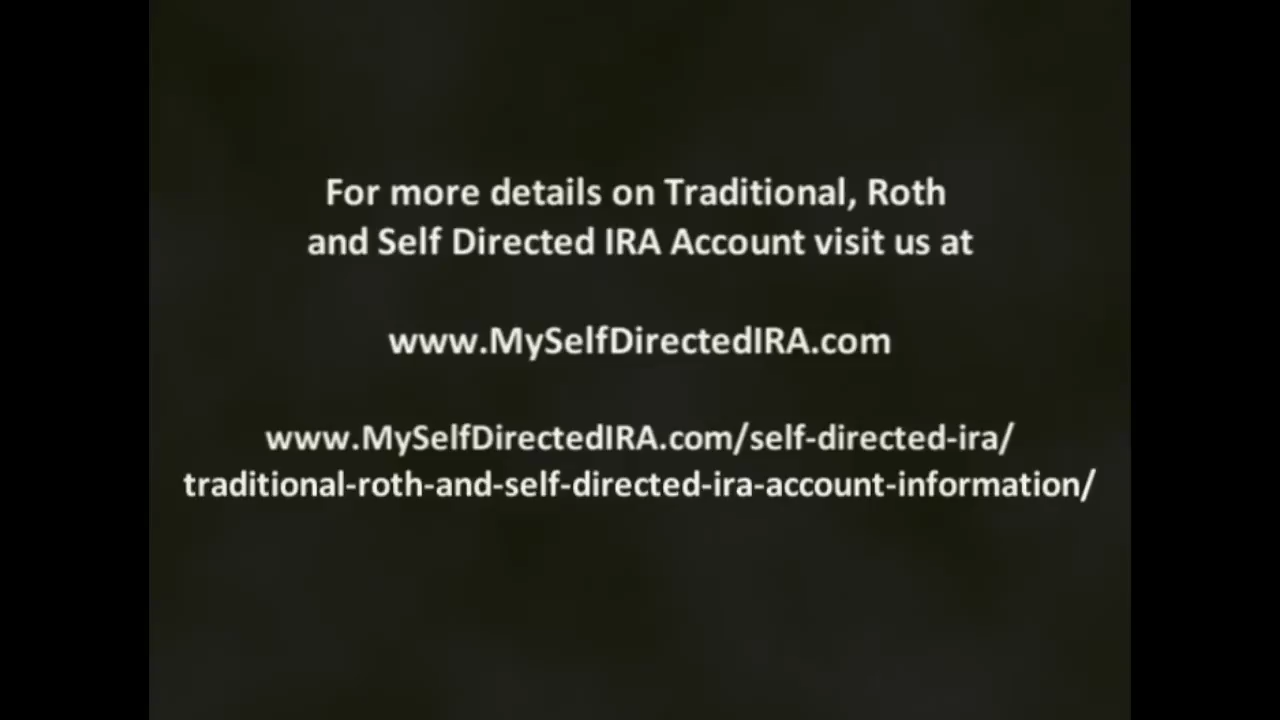 For more details on Traditional, Roth
and Self Directed IRA Account visit us at
www.MySelfDirectedIRA.com
www.MySelfDirectedIRA.com/self-directed-ira/
traditional-roth-and-self-directed-ira-account-information/